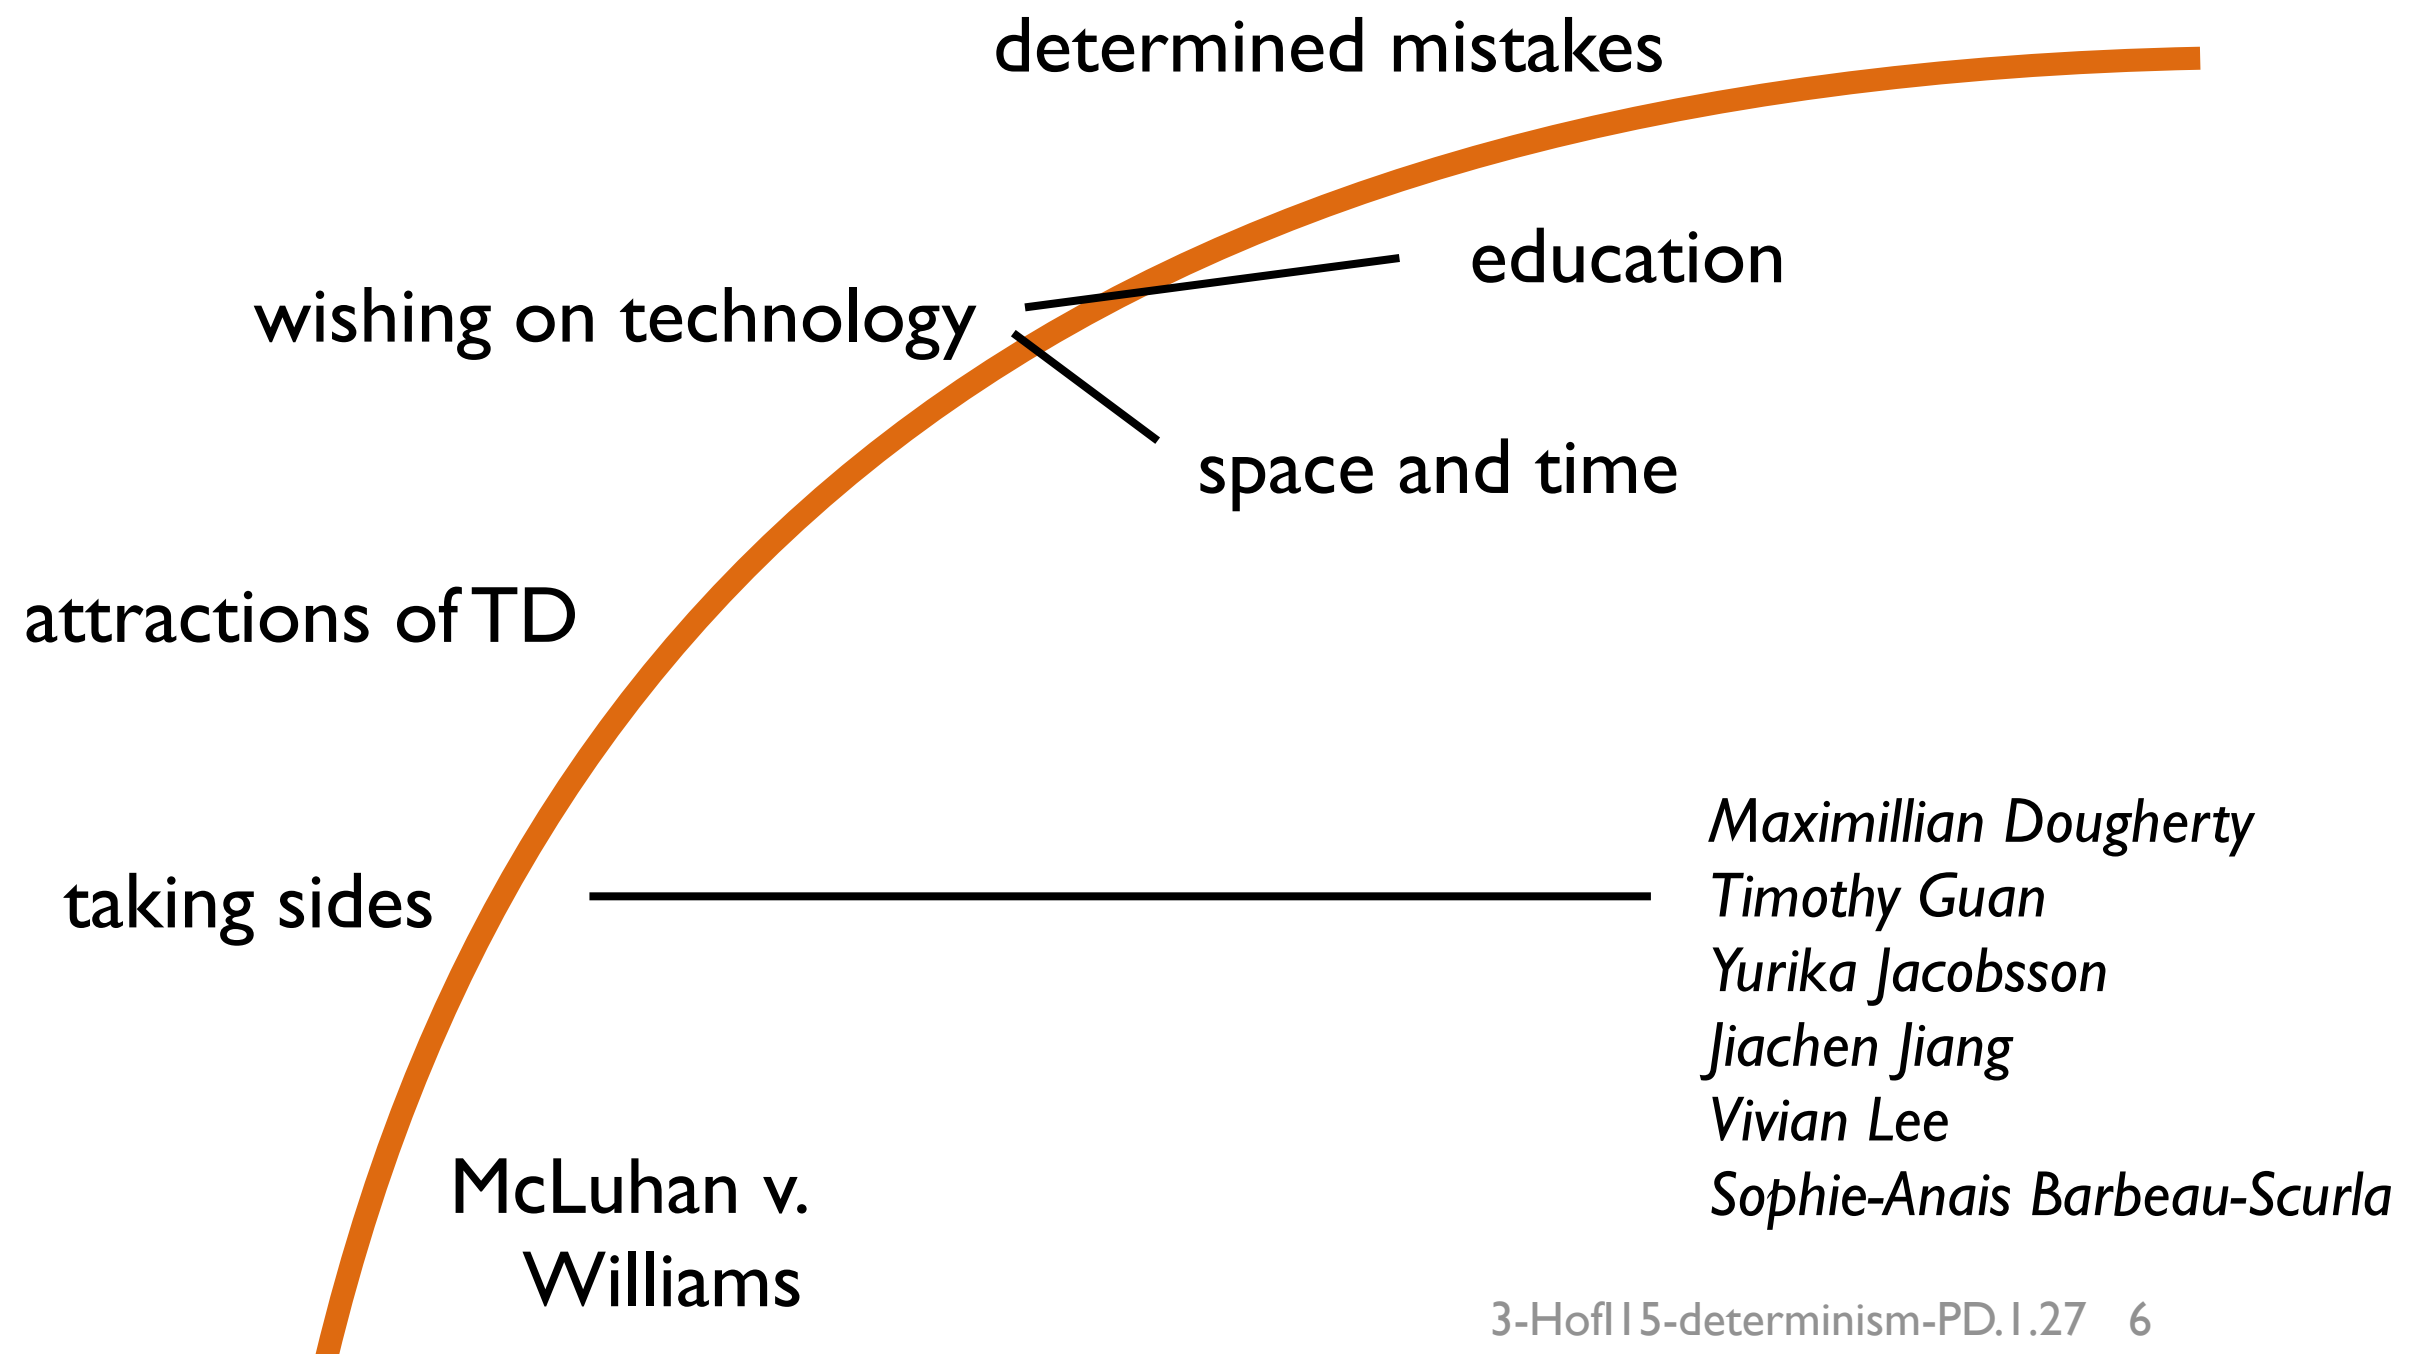 determined mistakes
education
wishing on technology
space and time
attractions of TD
Maximillian Dougherty
Timothy Guan
taking sides
Yurika Jacobsson
Jiachen Jiang
Vivian Lee
Sophie-Anais Barbeau-Scurla
McLuhan v.
Williams
3-HofI15-determinism-PD.1.27 6